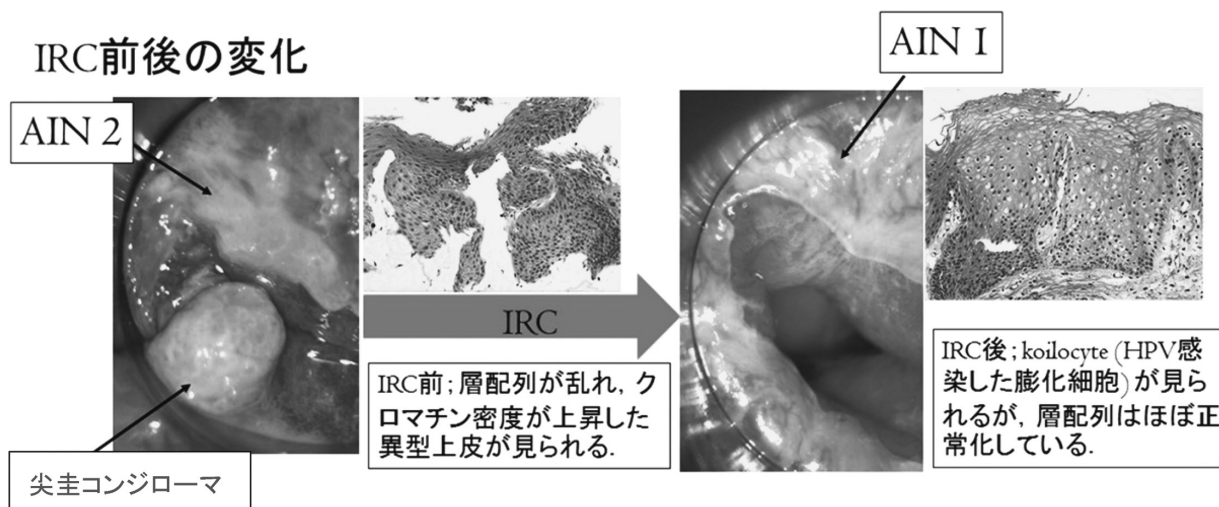 IRC前後の変化
AIN 2
尖圭コンジローマ
IRC
IRC前；層配列が乱れ，ク
ロマチン密度が上昇した
異型上皮が見られる．
AIN 1
IRC後；koilocyte (HPV感
染した膨化細胞) が見ら
れるが，層配列はほぼ正
常化している．